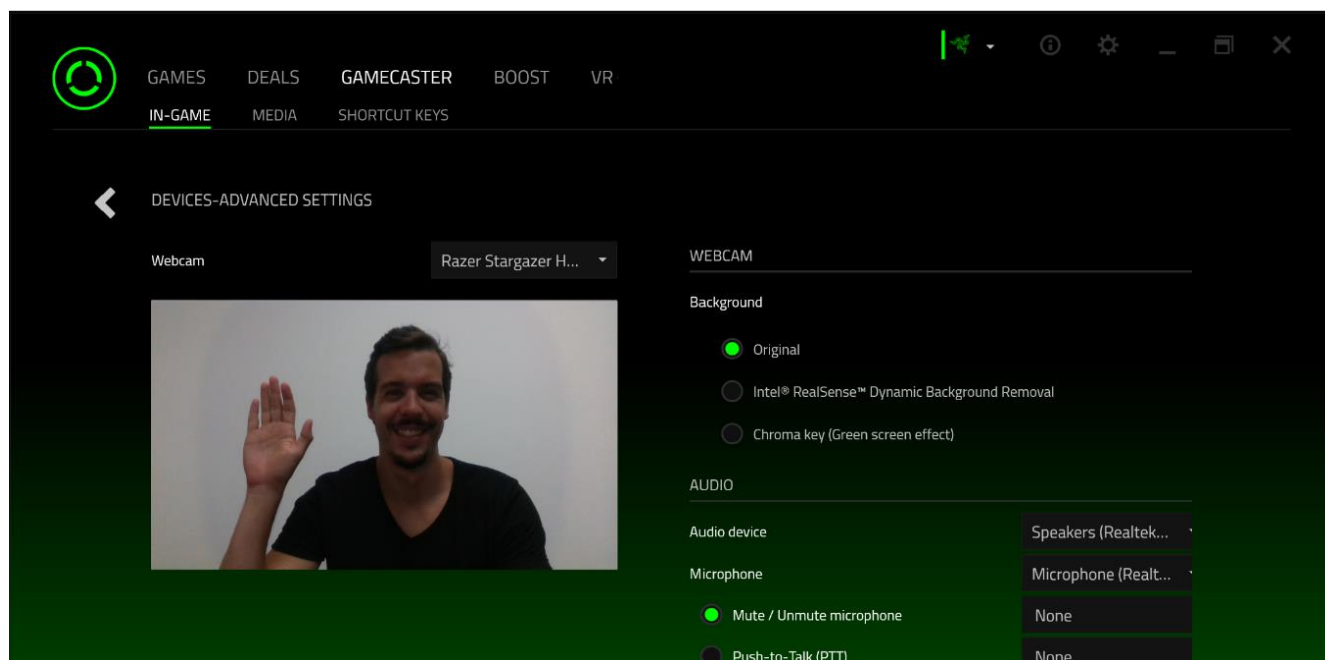 GAMES DEALS GAMECASTER BOOST VR
IN-GAME MEDIA SHORTCUT KEYS
DEVICES-ADVANCED SETTINGS
Webcam Razer Stargazer H...
WEBCAM
Background
Original
Intel® RealSense™ Dynamic Background Removal
Chroma key (Green screen effect)
AUDIO
Audio device Speakers (Realtek...
Microphone Microphone (Realt...
Mute / Unmute microphone None
Push-to-Talk (PTT) None